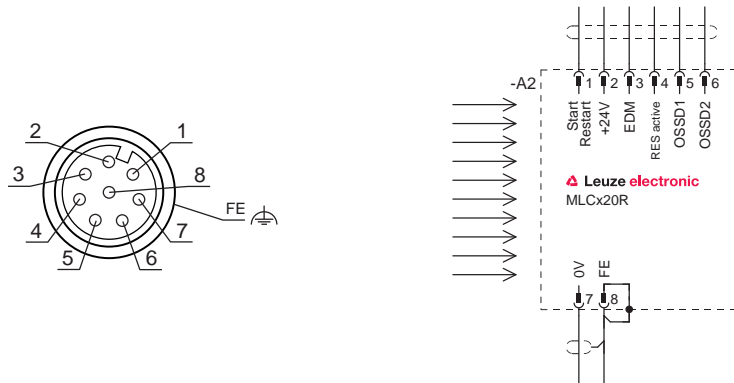 2
1
3
8
4
7
5
6
FE
-A2
1
2
3
4
5
6
Start
Restart
+24V
EDM
RES active
OSSD1
OSSD2
Leuze electronic
MLCx20R
0V
FE
7
8